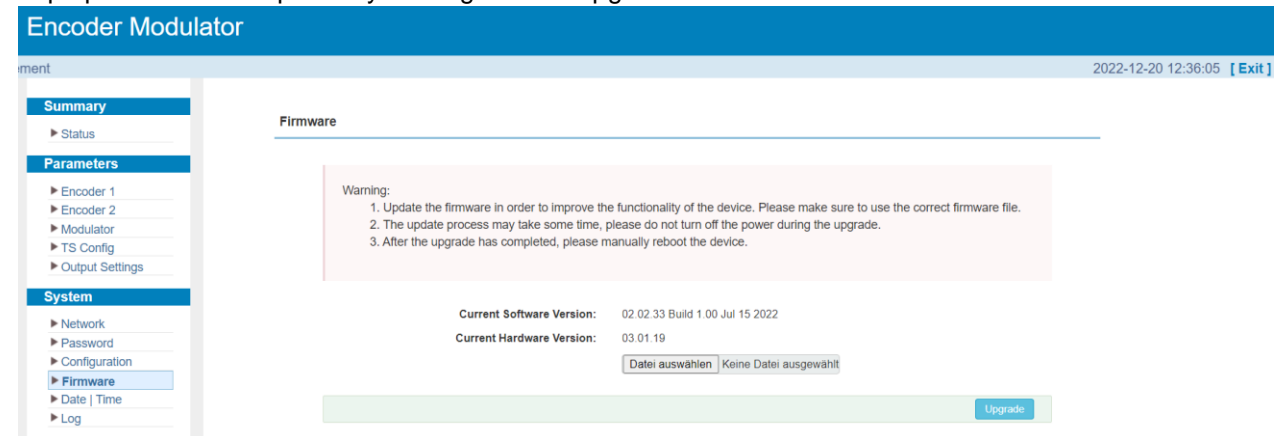 Encoder Modulator
ement
2022-12-20 12:36:05 [ Exit ]
Summary
Status
Parameters
Encoder 1
Encoder 2
Modulator
TS Config
Output Settings
System
Network
Password
Configuration
Firmware
Date | Time
Log
Firmware
Warning:
1. Update the firmware in order to improve the functionality of the device. Please make sure to use the correct firmware file.
2. The update process may take some time, please do not turn off the power during the upgrade.
3. After the upgrade has completed, please manually reboot the device.
Current Software Version: 02.02.33 Build 1.00 Jul 15 2022
Current Hardware Version: 03.01.19
Datei auswählen Keine Datei ausgewählt
Upgrade